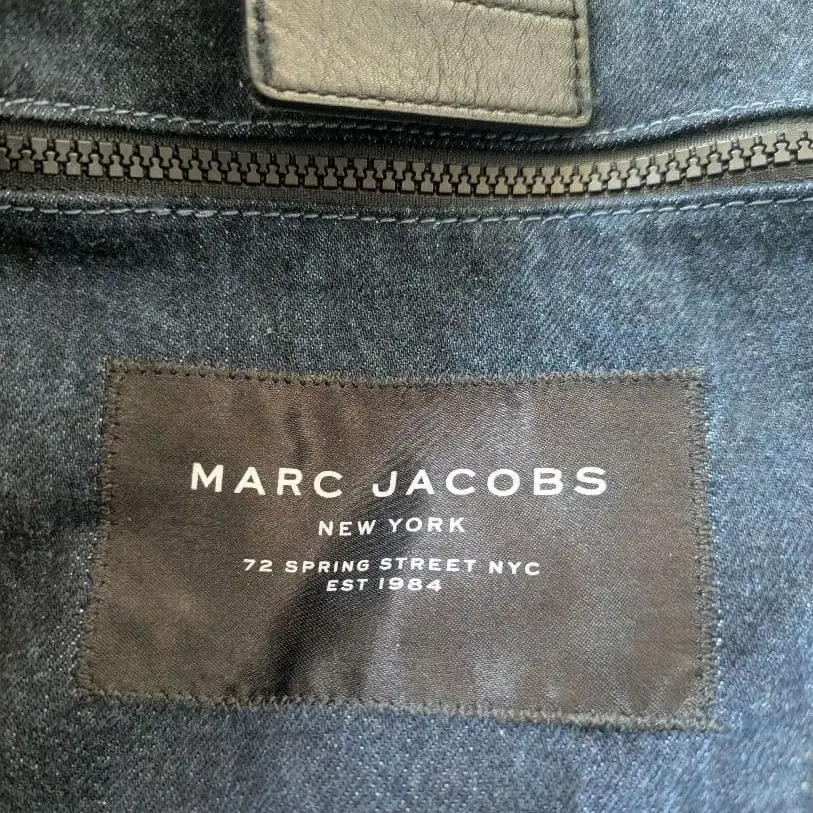 MARC JACOBS
NEW YORK
72 SPRING STREET NYC
EST 1984